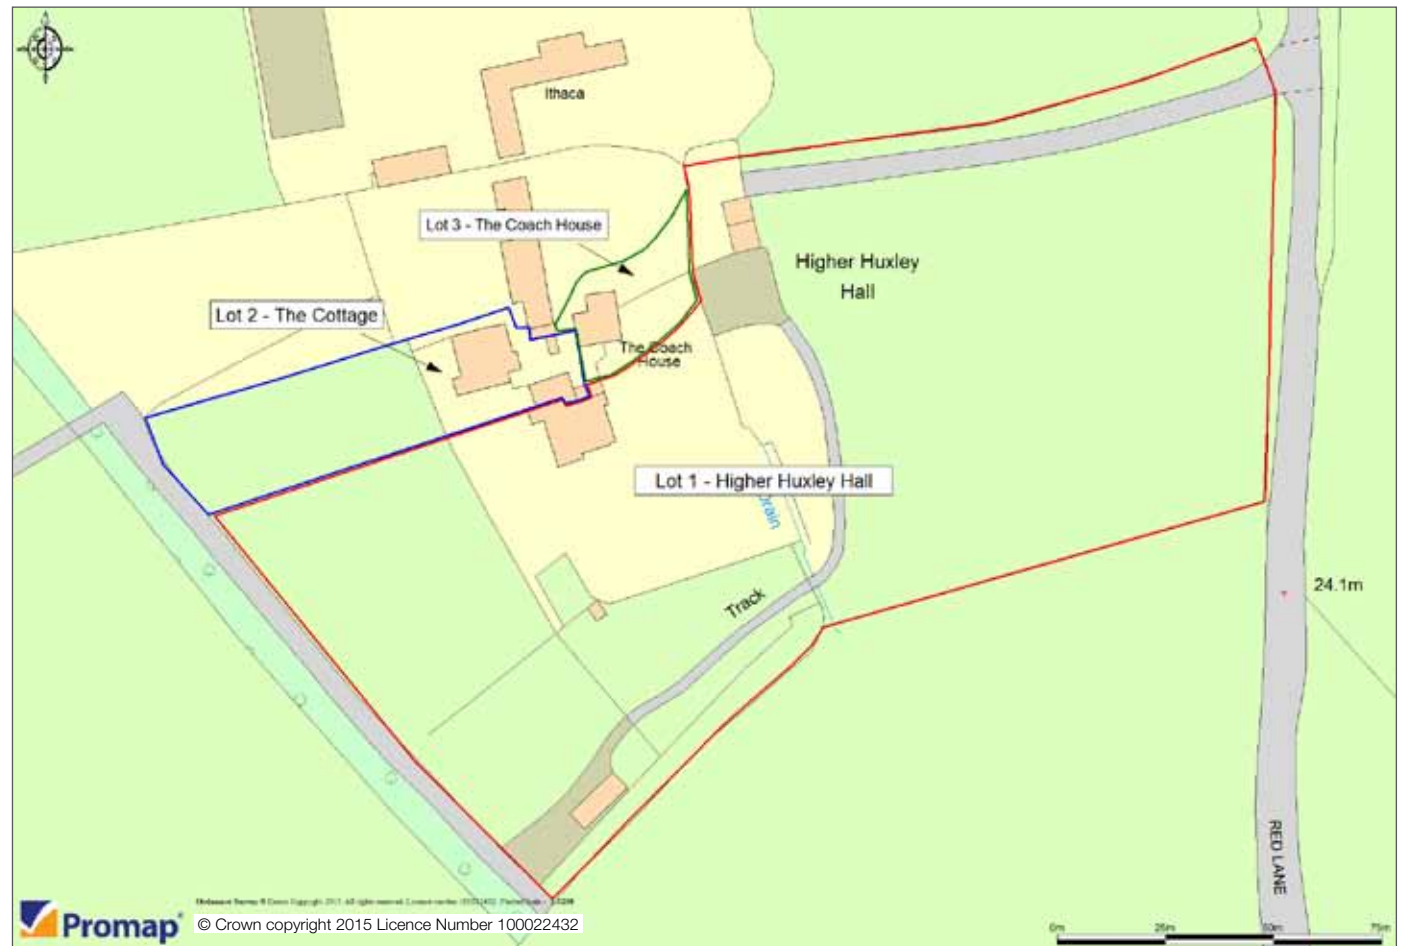 Ithaca
Lot 3 - The Coach House
Higher Huxley
Hall
Lot 2 - The Cottage
The Coach
House
Lot 1 - Higher Huxley Hall
Drain
Track
24.1m
RED LANE
Promap
© Crown copyright 2015 Licence Number 100022432
0m 25m 50m 75m